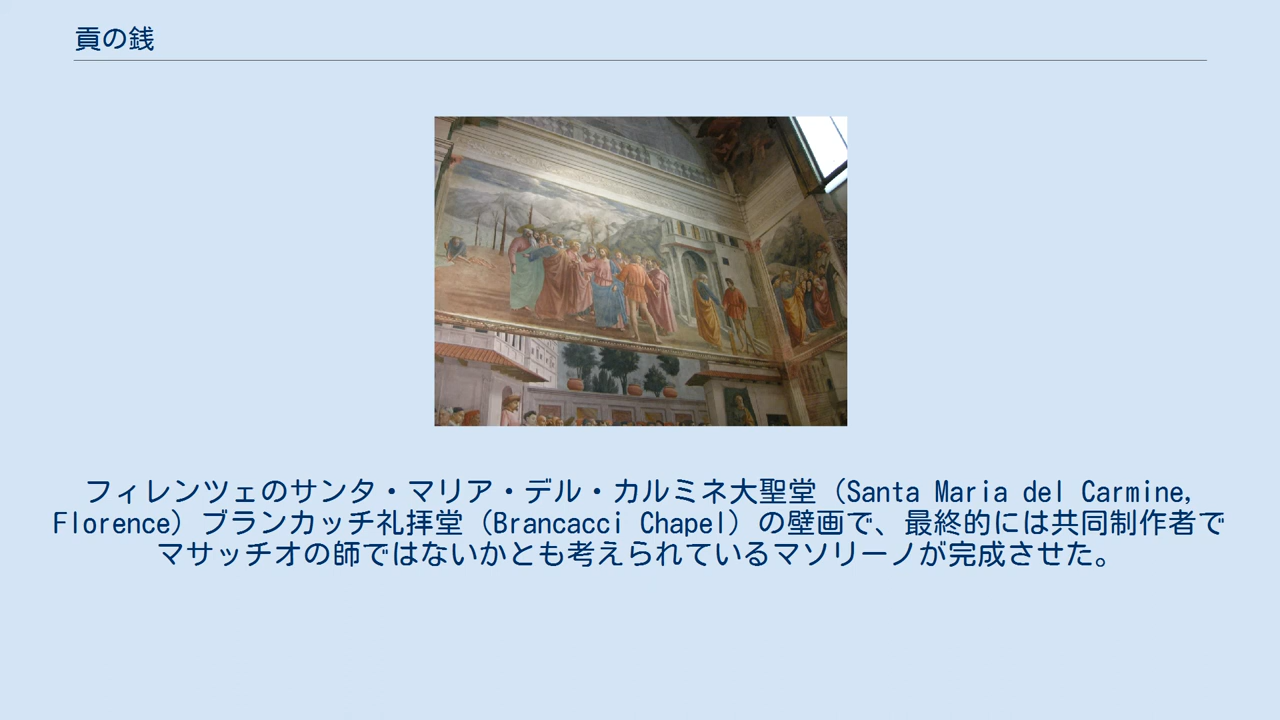 貢の銭
フィレンツェのサンタ・マリア・デル・カルミネ大聖堂（Santa Maria del Carmine,
Florence）ブランカッチ礼拝堂（Brancacci Chapel）の壁画で、最終的には共同制作者で
マサッチオの師ではないかとも考えられているマソリーノが完成させた。